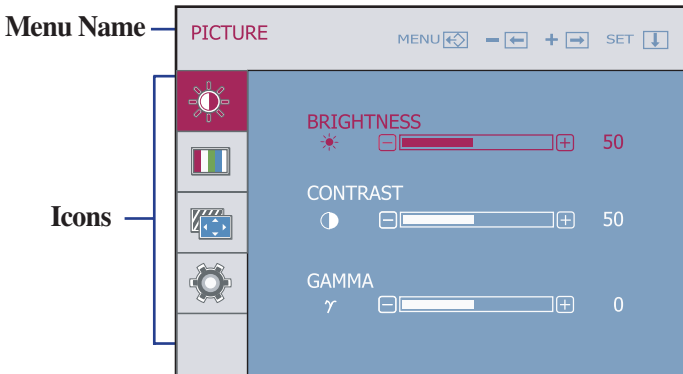 Menu Name
PICTURE MENU - + SET
Icons
BRIGHTNESS
- + 50
CONTRAST
- + 50
GAMMA
γ - + 0